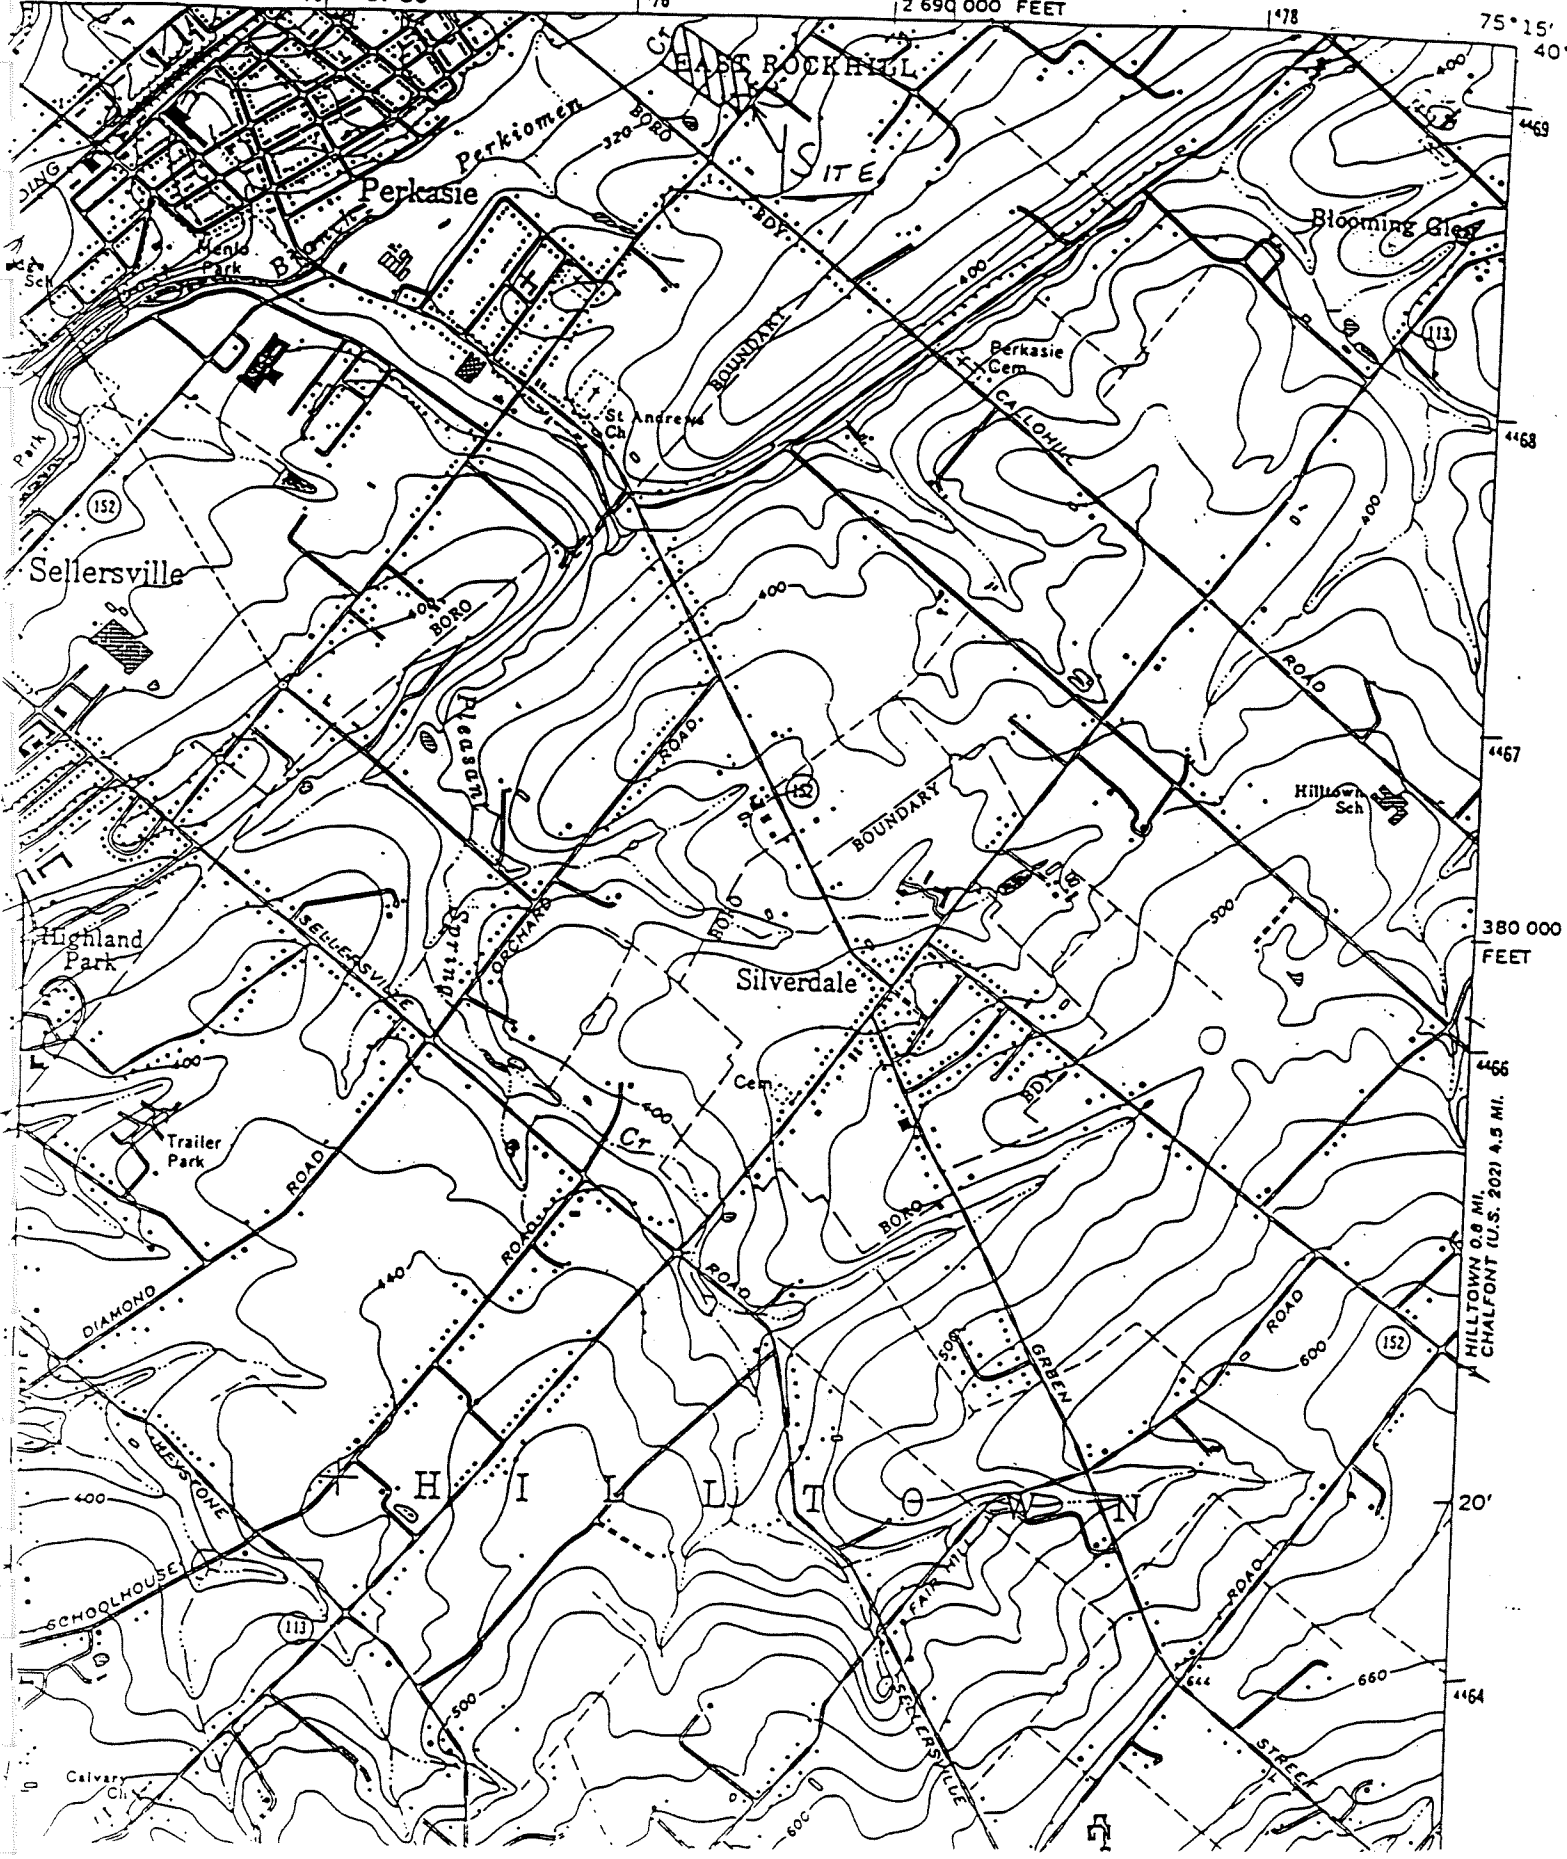 2 690 000 FEET
478
75°15'
40°
EAST ROCKHILL
Cr
BORO
320
Perkiomen
SITE
4469
Perkasie
BDY
Blooming Glen
Menlo
Park
Branch
Sch
400
BOUNDARY
113
Perkasie
Cem
CALLOHILL
St Andrews
Ch
4468
Park
152
400
Sellersville
400
400
BORO
ROAD
Pleasant
ROAD
4467
152
Hilltown
Sch
BOUNDARY
500
BORO
380 000
FEET
Highland
Park
SELLERSVILLE
Spring
ORCHARD
Silverdale
400
4466
Cem
BDY
400
Cr
Trailer
Park
ROAD
HILLTOWN 0.8 MI.
CHALFONT (U.S. 202) 4.5 MI.
ROAD
BORO
440
ROAD
DIAMOND
ROAD
152
500
GREEN
600
KEYSTONE
400
HILLTOWN
20'
SCHOOLHOUSE
FAIR HILL
ROAD
113
500
SELLERSVILLE
644
660
4464
STREET
Calvary
Ch
600